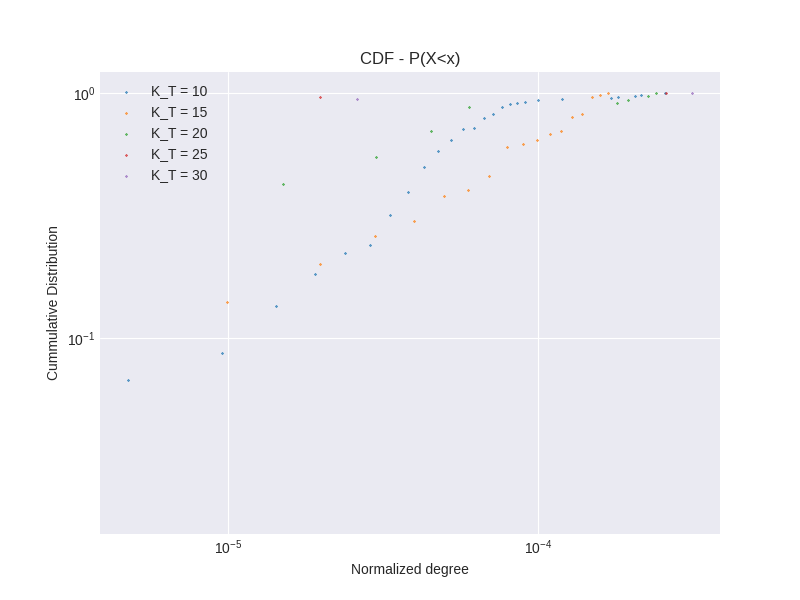 CDF - P(X<x)
10⁰
K_T = 10
K_T = 15
K_T = 20
K_T = 25
K_T = 30
Cummulative Distribution
10⁻¹
10⁻⁵
10⁻⁴
Normalized degree